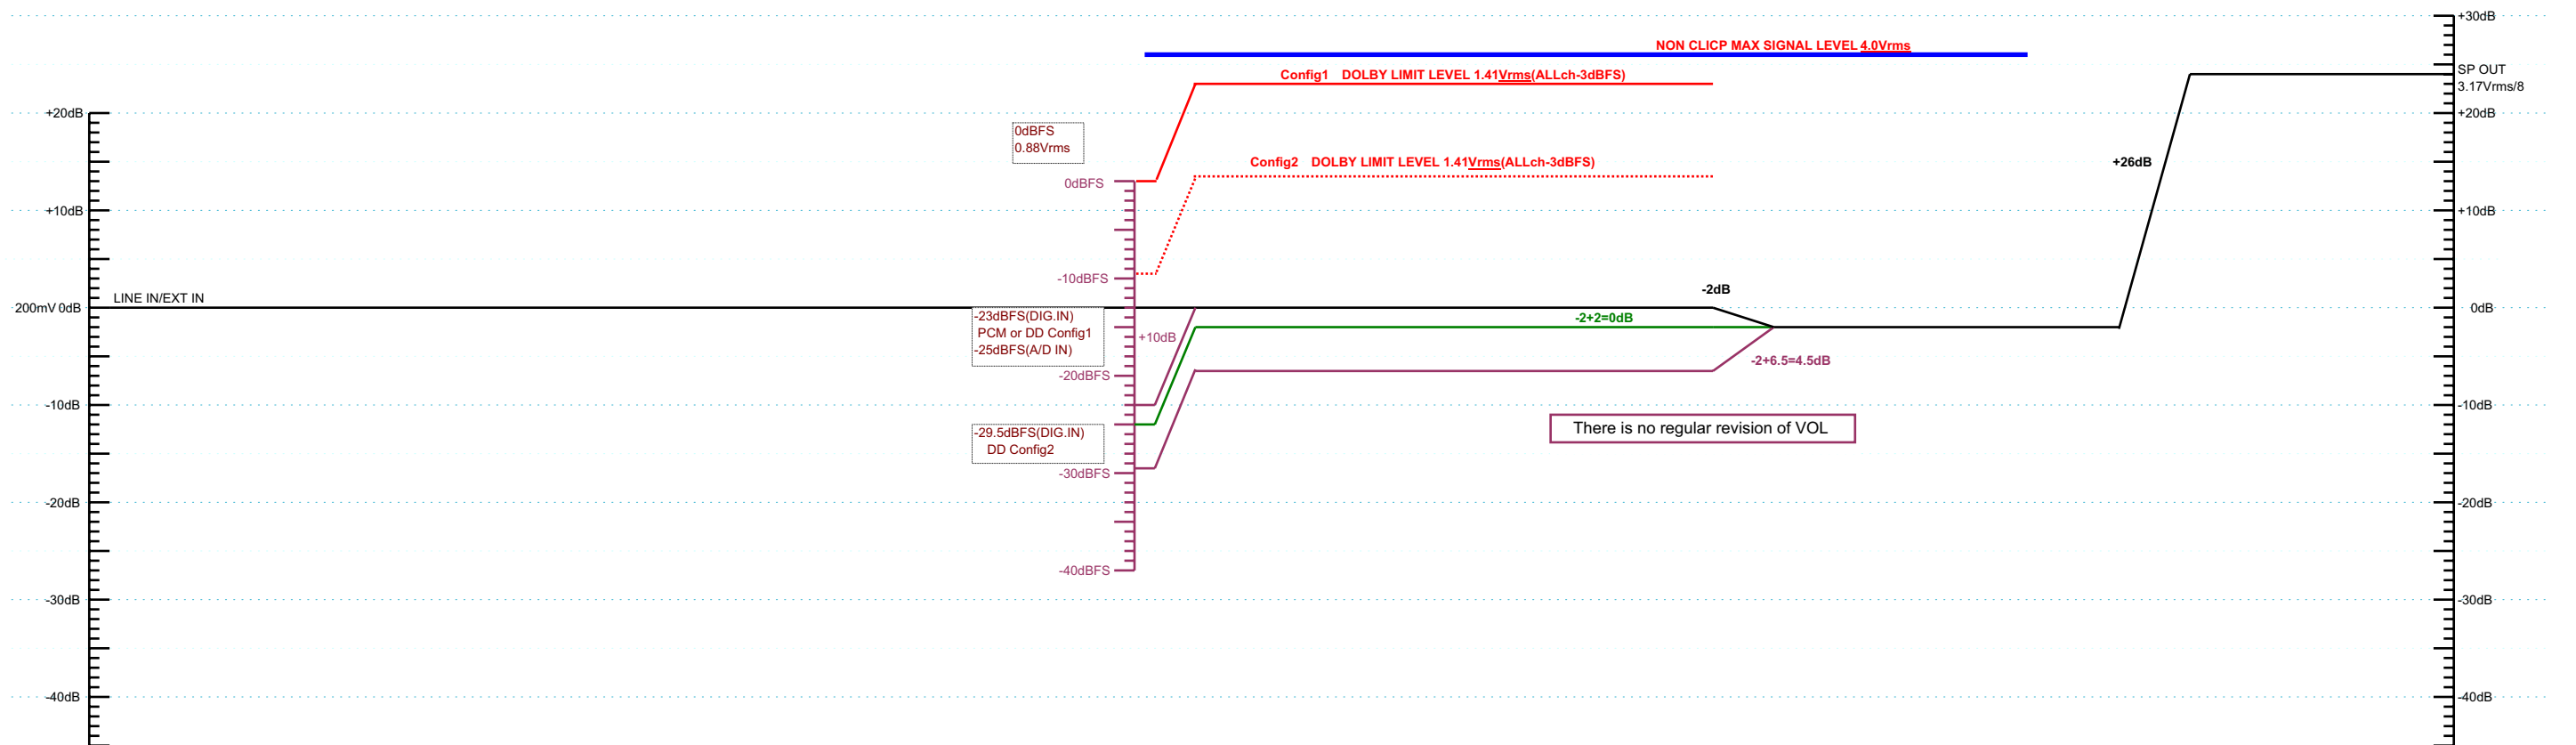 +30dB
NON CLICP MAX SIGNAL LEVEL 4.0Vrms
SP OUT
3.17Vrms/8
Config1 DOLBY LIMIT LEVEL 1.41Vrms(ALLch-3dBFS)
+20dB
+20dB
0dBFS
0.88Vrms
Config2 DOLBY LIMIT LEVEL 1.41Vrms(ALLch-3dBFS)
+26dB
0dBFS
+10dB
+10dB
-10dBFS
LINE IN/EXT IN
-2dB
200mV 0dB
0dB
-23dBFS(DIG.IN)
PCM or DD Config1
-25dBFS(A/D IN)
-2+2=0dB
+10dB
-2+6.5=4.5dB
-20dBFS
-10dB
-10dB
There is no regular revision of VOL
-29.5dBFS(DIG.IN)
DD Config2
-30dBFS
-20dB
-20dB
-40dBFS
-30dB
-30dB
-40dB
-40dB